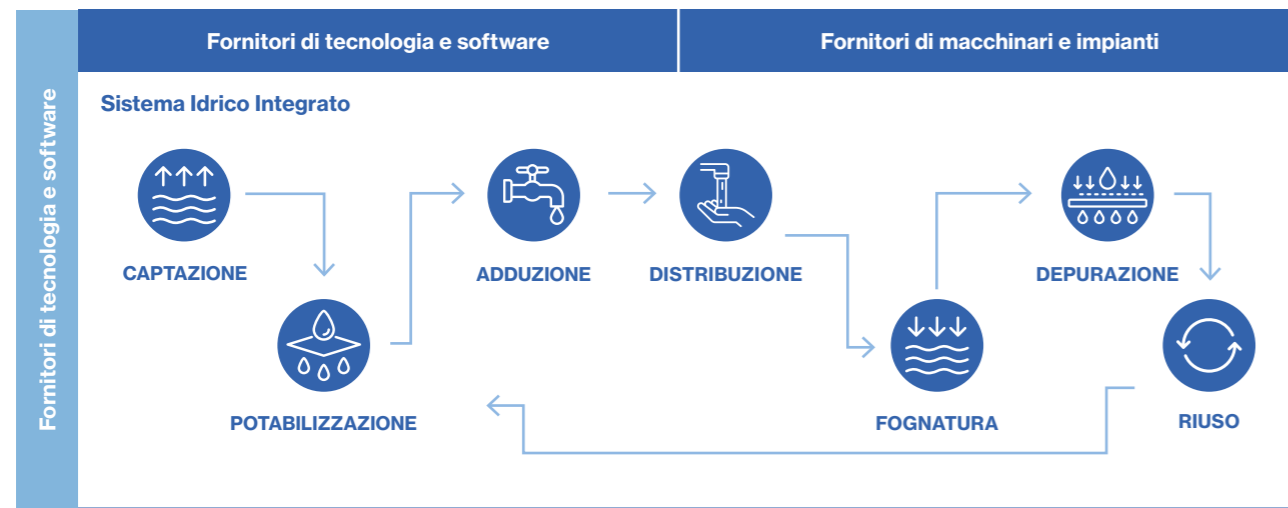 Fornitori di tecnologia e software
Fornitori di tecnologia e software
Fornitori di macchinari e impianti
Sistema Idrico Integrato
CAPTAZIONE
ADDUZIONE
DISTRIBUZIONE
DEPURAZIONE
POTABILIZZAZIONE
FOGNATURA
RIUSO